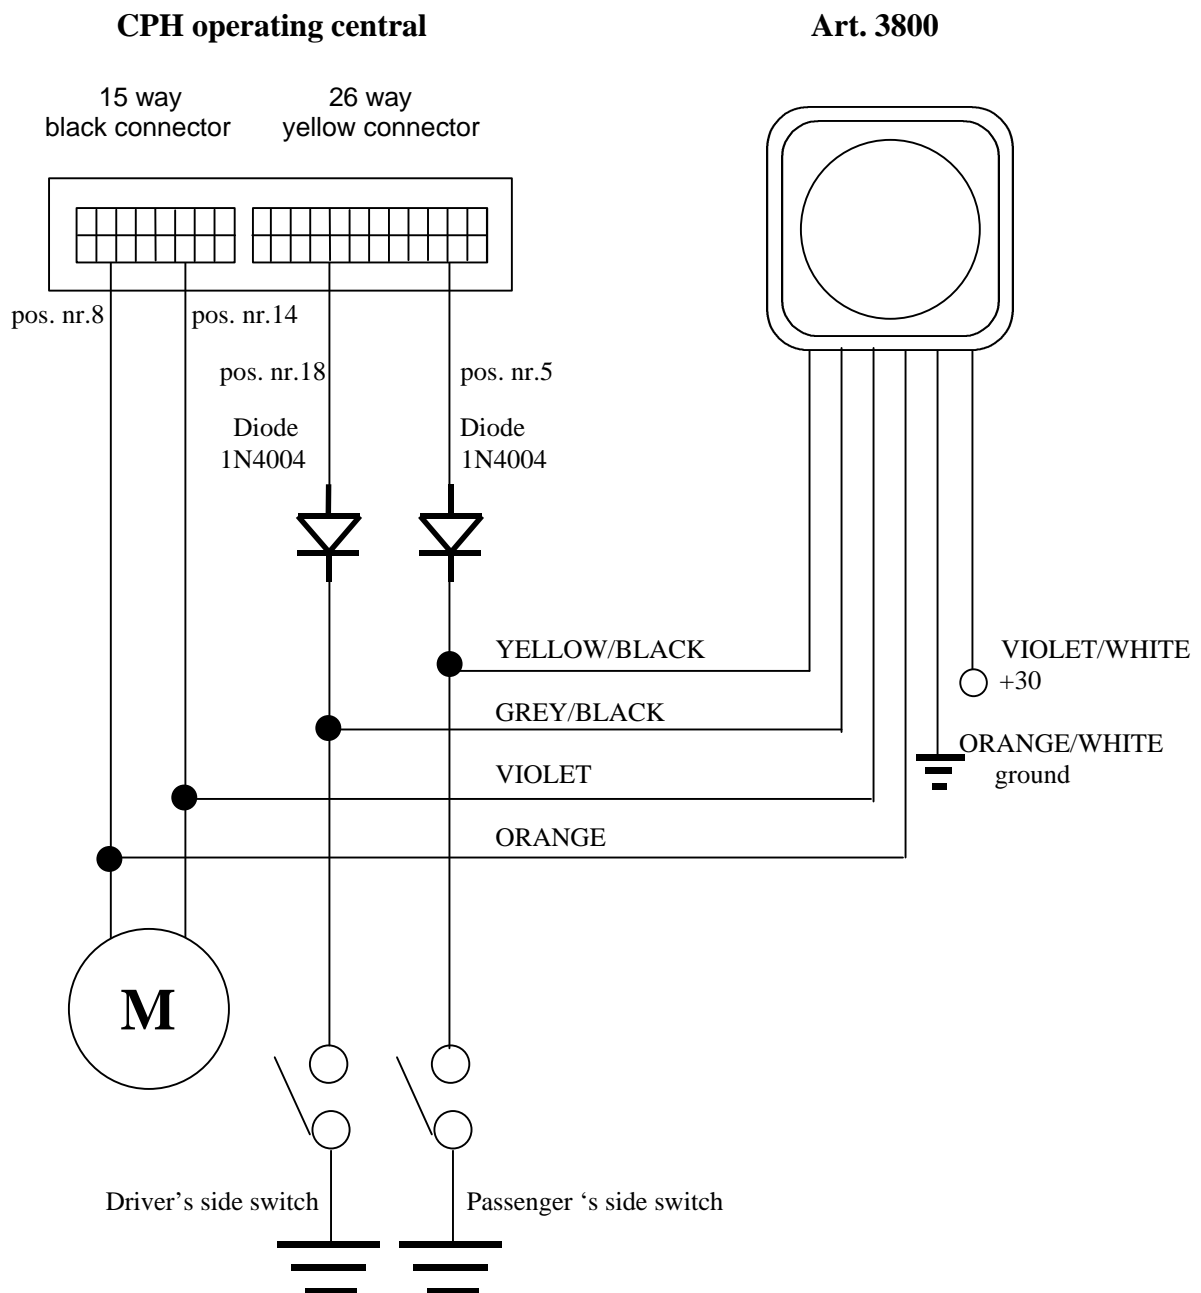 CPH operating central
Art. 3800
15 way
black connector
26 way
yellow connector
pos. nr.8
pos. nr.14
pos. nr.18
pos. nr.5
Diode
1N4004
Diode
1N4004
YELLOW/BLACK
VIOLET/WHITE
+30
GREY/BLACK
ORANGE/WHITE
ground
VIOLET
ORANGE
M
Driver’s side switch
Passenger ‘s side switch